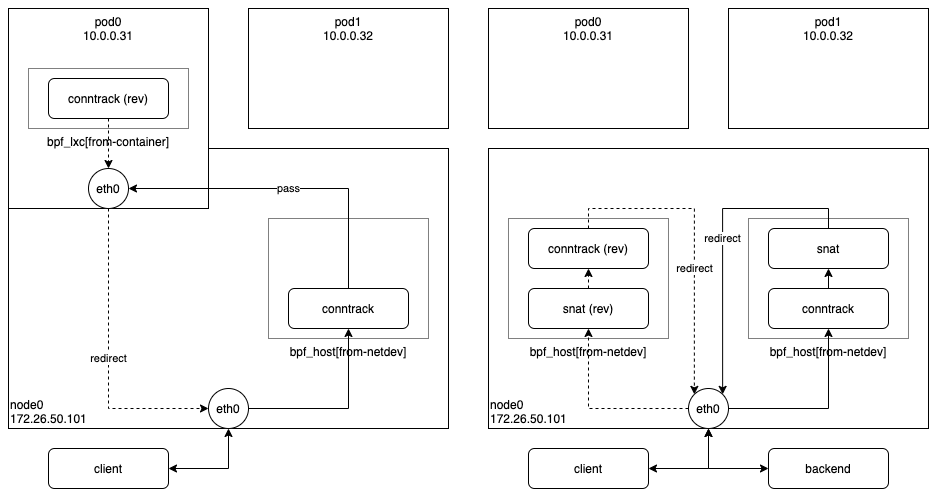 pod0
10.0.0.31
conntrack (rev)
bpf_lxc[from-container]
eth0
pod1
10.0.0.32
pass
conntrack
bpf_host[from-netdev]
redirect
node0
172.26.50.101
eth0
client
pod0
10.0.0.31
pod1
10.0.0.32
conntrack (rev)
snat (rev)
bpf_host[from-netdev]
redirect
redirect
snat
conntrack
bpf_host[from-netdev]
node0
172.26.50.101
eth0
client
backend